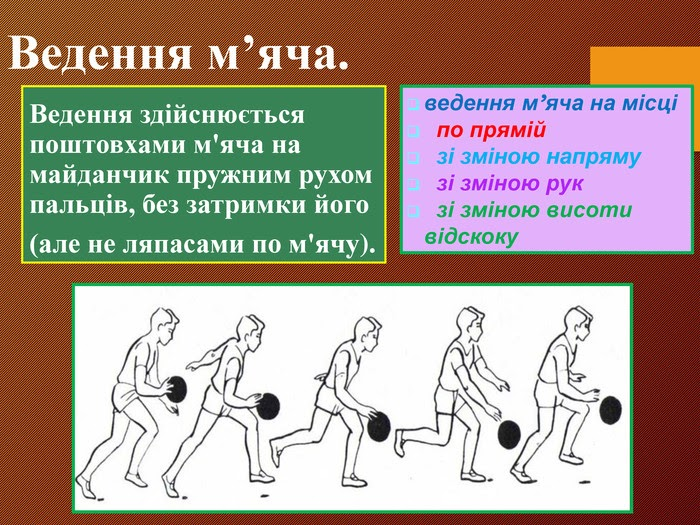 Ведення м’яча.
Ведення здійснюється
поштовхами м'яча на
майданчик пружним рухом
пальців, без затримки його
(але не ляпасами по м'ячу).
ведення м’яча на місці
по прямій
зі зміною напряму
зі зміною рук
зі зміною висоти
відскоку